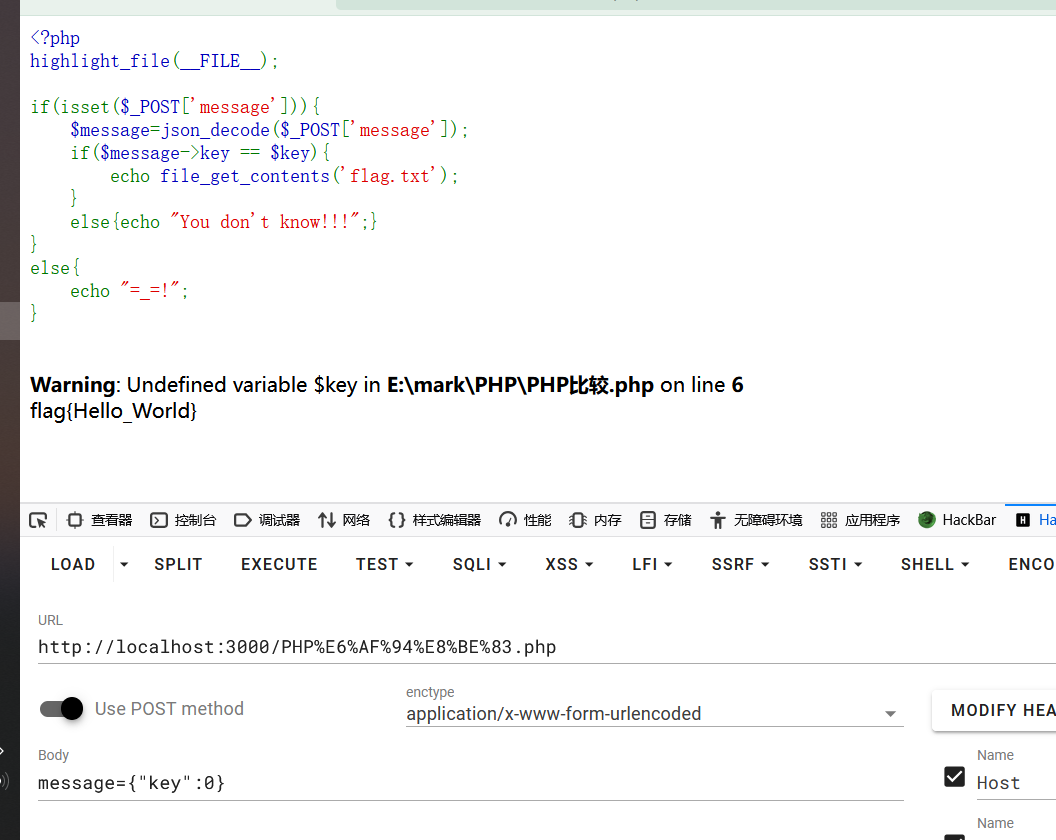 <?php
highlight_file(__FILE__);
if(isset($_POST['message'])){
    $message=json_decode($_POST['message']);
    if($message->key == $key){
        echo file_get_contents('flag.txt');
    }
    else{echo "You don't know!!!";}
}
else{
    echo "=_=!";
}
Warning: Undefined variable $key in E:\mark\PHP\PHP比较.php on line 6
flag{Hello_World}
查看器 控制台 调试器 网络 样式编辑器 性能 内存 存储 无障碍环境 应用程序 HackBar H Ha
LOAD SPLIT EXECUTE TEST SQLI XSS LFI SSRF SSTI SHELL ENCO
URL
http://localhost:3000/PHP%E6%AF%94%E8%BE%83.php
enctype
Use POST method application/x-www-form-urlencoded MODIFY HEA
Body Name
message={"key":0} Host
Name